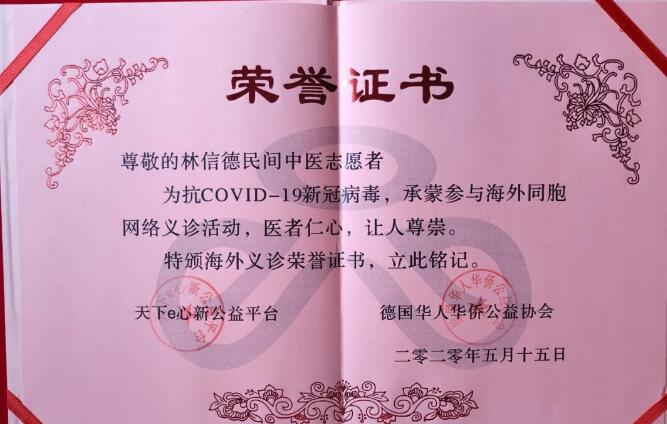 荣誉证书
尊敬的林信德民间中医志愿者
为抗COVID-19新冠病毒，承蒙参与海外同胞
网络义诊活动，医者仁心，让人尊崇。
特颁海外义诊荣誉证书，立此铭记。
天下e心新公益平台
德国华人华侨公益协会
二零二零年五月十五日